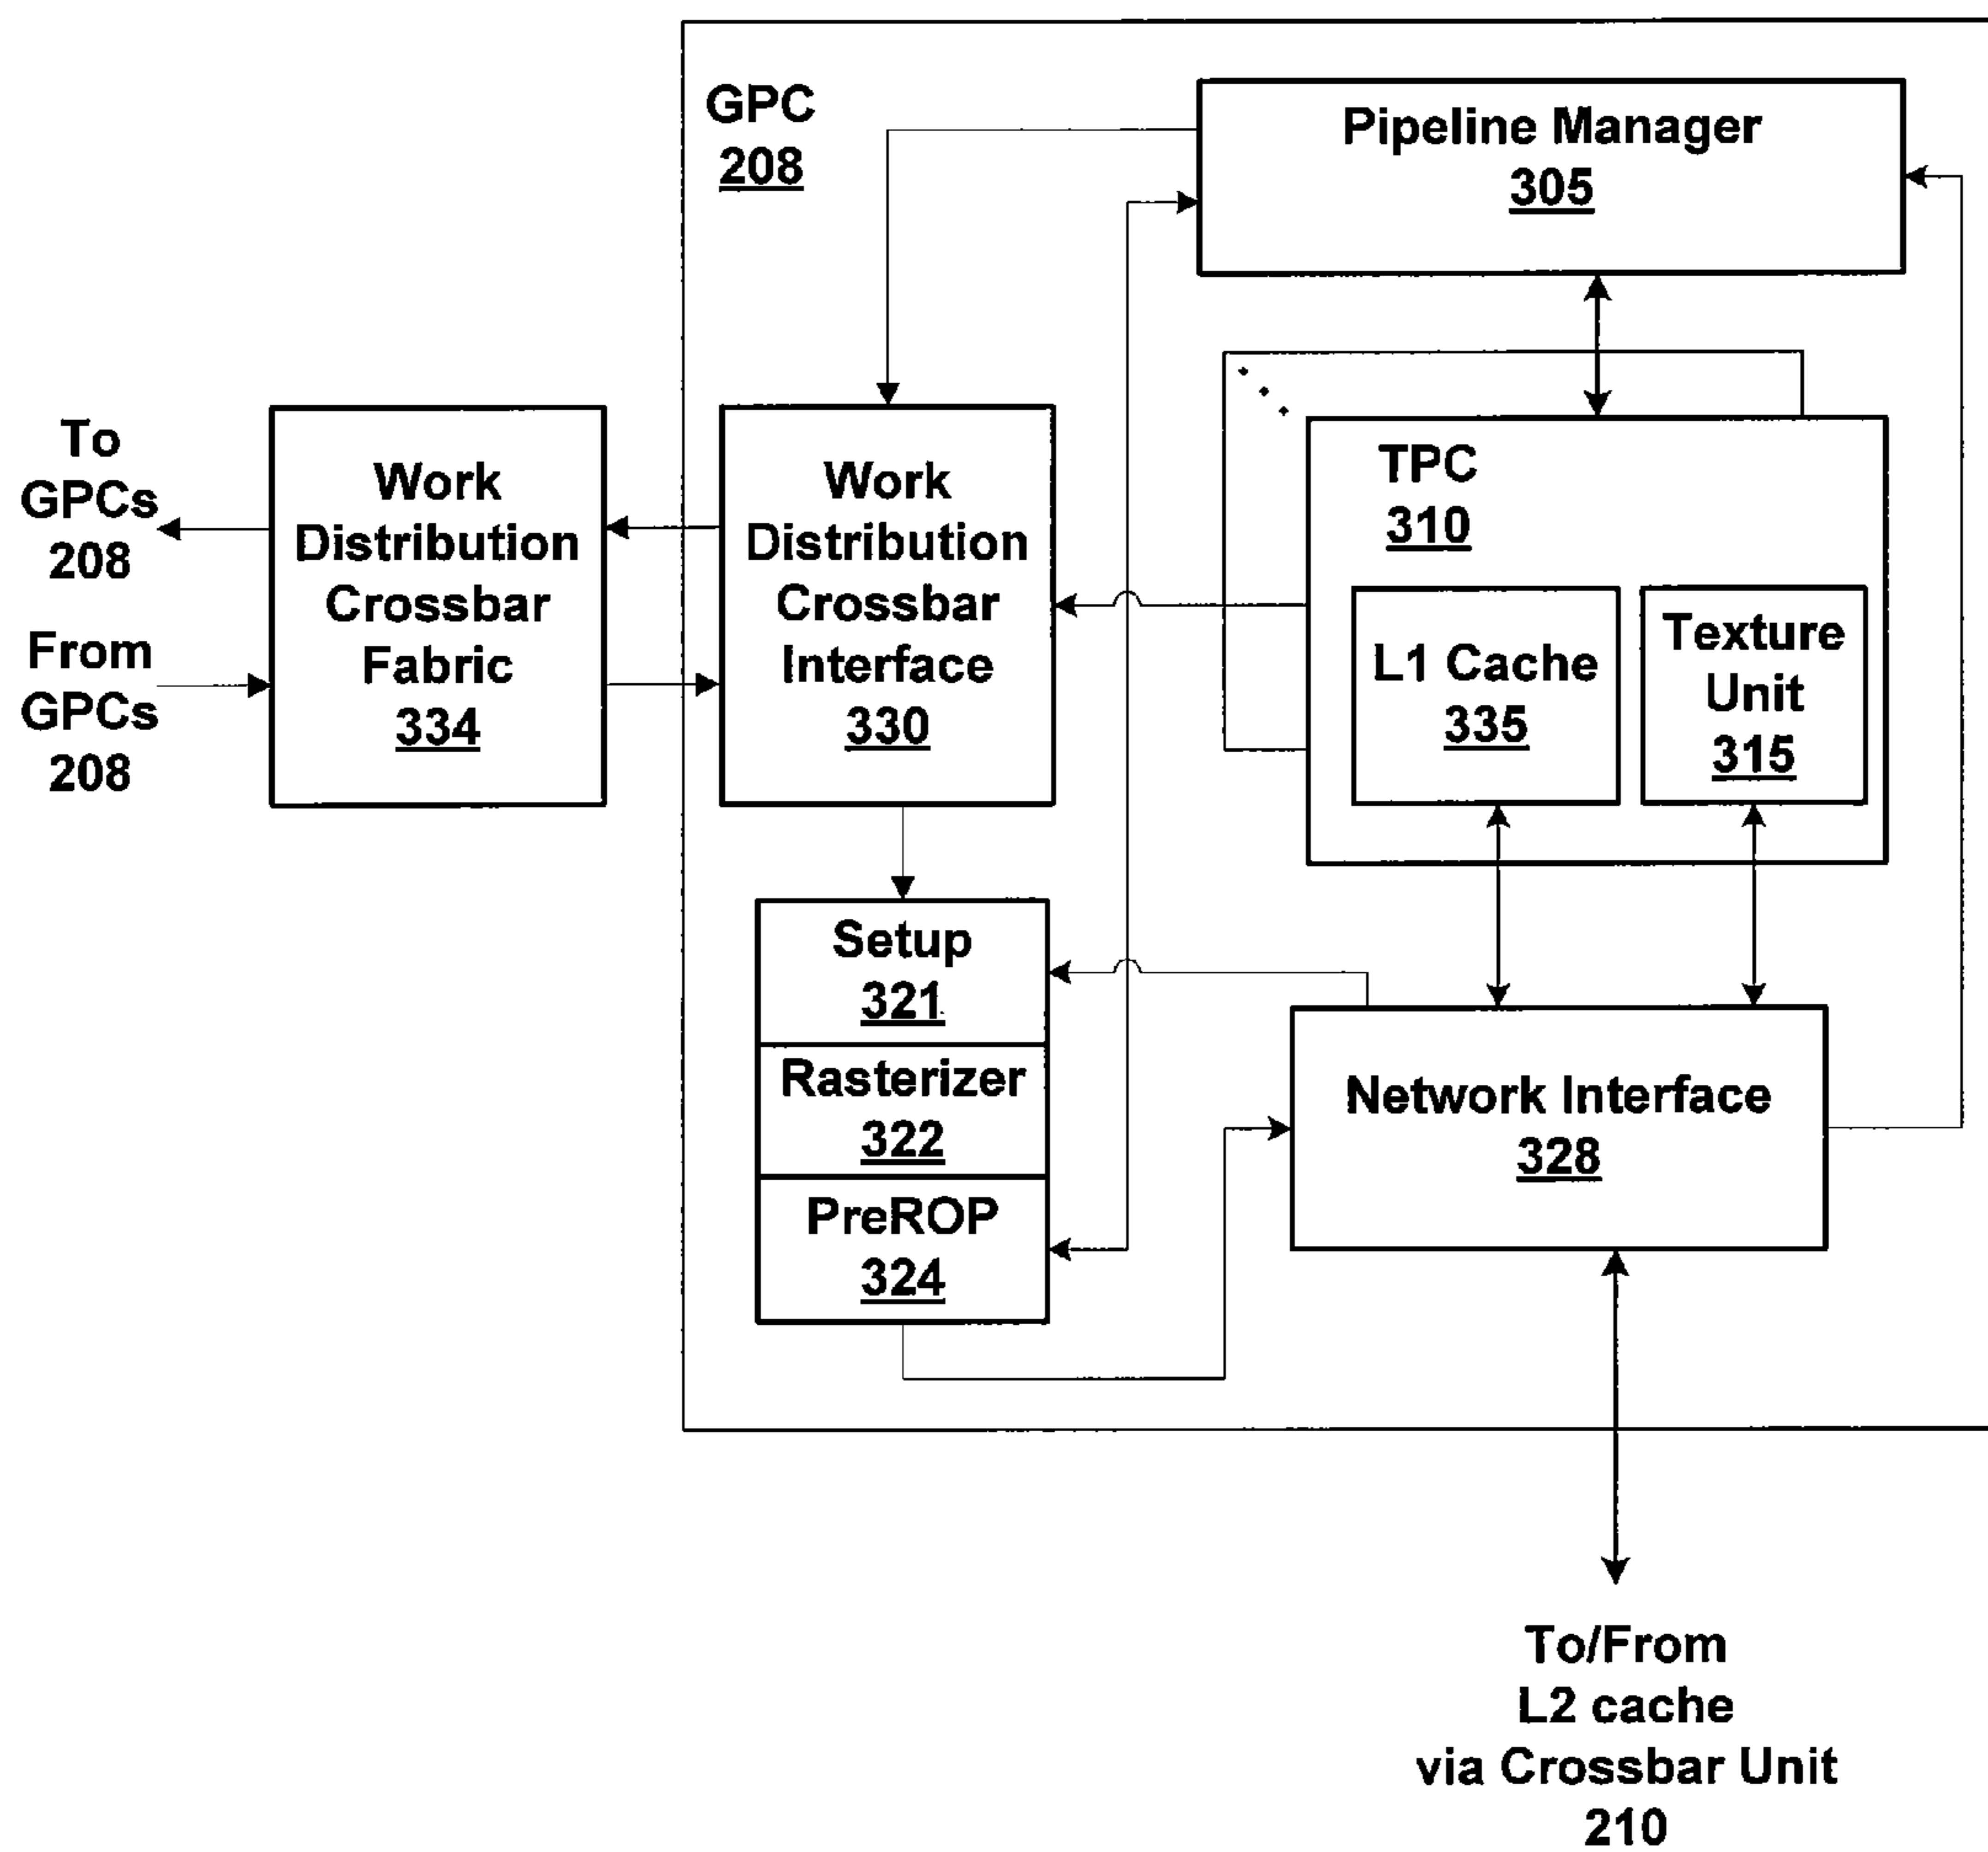 GPC
208
Pipeline Manager
305
To
GPCs
208
From
GPCs
208
Work
Distribution
Crossbar
Fabric
334
Work
Distribution
Crossbar
Interface
330
TPC
310
L1 Cache
335
Texture
Unit
315
Setup
321
Rasterizer
322
PreROP
324
Network Interface
328
To/From
L2 cache
via Crossbar Unit
210